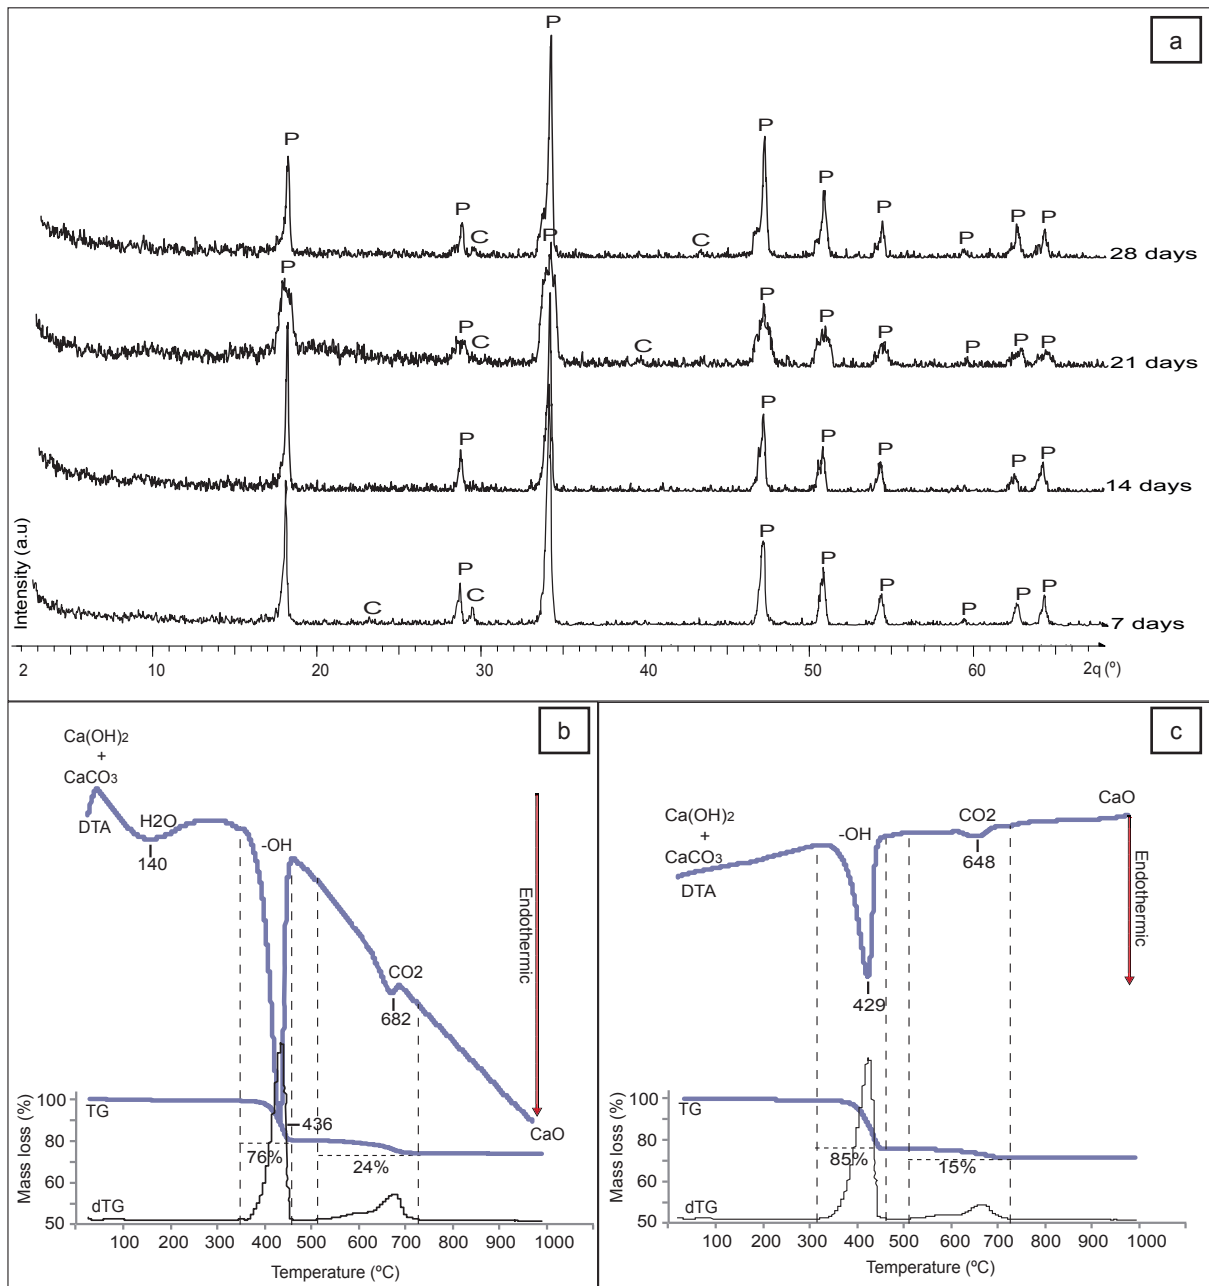 a
P
P P
P P P P
P C C P P P
28 days
P P
P P P
P C C P P P
21 days
P
P P
P P P P
14 days
P
P P P P P
C C P
7 days
Intensity (a.u)
2 10 20 30 40 50 60 2q (º)
b
Ca(OH)2
+
CaCO3
DTA H2O
140
-OH
CO2
682
Endothermic
CaO
Mass loss (%)
100
80
60
50
TG
436
76%
24%
dTG
100 200 300 400 500 600 700 800 900 1000
Temperature (ºC)
c
Ca(OH)2
+
CaCO3
DTA
-OH
429
CO2
648
CaO
Endothermic
Mass loss (%)
100
80
60
50
TG
85%
15%
dTG
100 200 300 400 500 600 700 800 900 1000
Temperature (ºC)